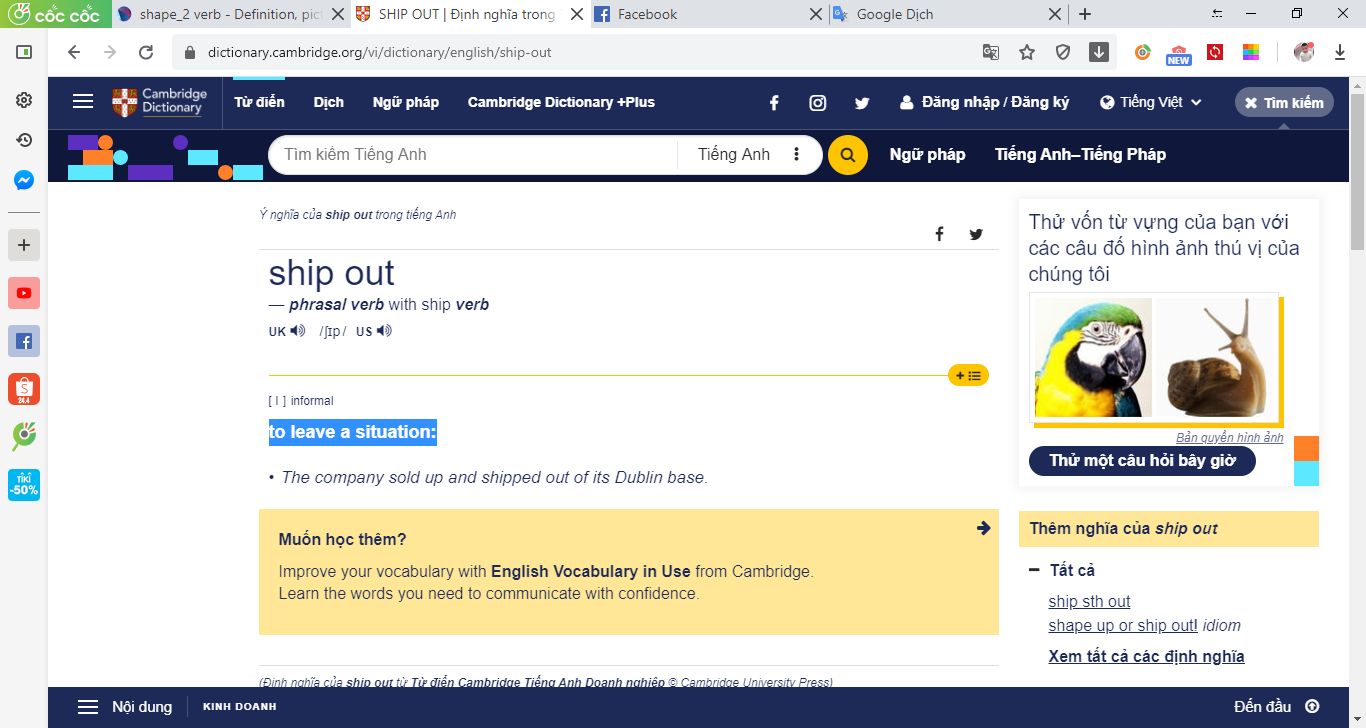 cốc cốc
shape_2 verb - Definition, pict
SHIP OUT | Định nghĩa trong
Facebook
Google Dịch
dictionary.cambridge.org/vi/dictionary/english/ship-out
NEW
Cambridge
Dictionary
Từ điển
Dịch
Ngữ pháp
Cambridge Dictionary +Plus
Đăng nhập / Đăng ký
Tiếng Việt
Tìm kiếm
Tìm kiếm Tiếng Anh
Tiếng Anh
Ngữ pháp
Tiếng Anh–Tiếng Pháp
24.4
TIKI
-50%
Ý nghĩa của ship out trong tiếng Anh
ship out
— phrasal verb with ship verb
UK /ʃɪp/ US
[ I ] informal
to leave a situation:
• The company sold up and shipped out of its Dublin base.
Muốn học thêm?
Improve your vocabulary with English Vocabulary in Use from Cambridge.
Learn the words you need to communicate with confidence.
(Định nghĩa của ship out từ Từ điển Cambridge Tiếng Anh Doanh nghiệp © Cambridge University Press)
Thử vốn từ vựng của bạn với
các câu đố hình ảnh thú vị của
chúng tôi
Bản quyền hình ảnh
Thử một câu hỏi bây giờ
Thêm nghĩa của ship out
Tất cả
ship sth out
shape up or ship out! idiom
Xem tất cả các định nghĩa
Nội dung
KINH DOANH
Đến đầu